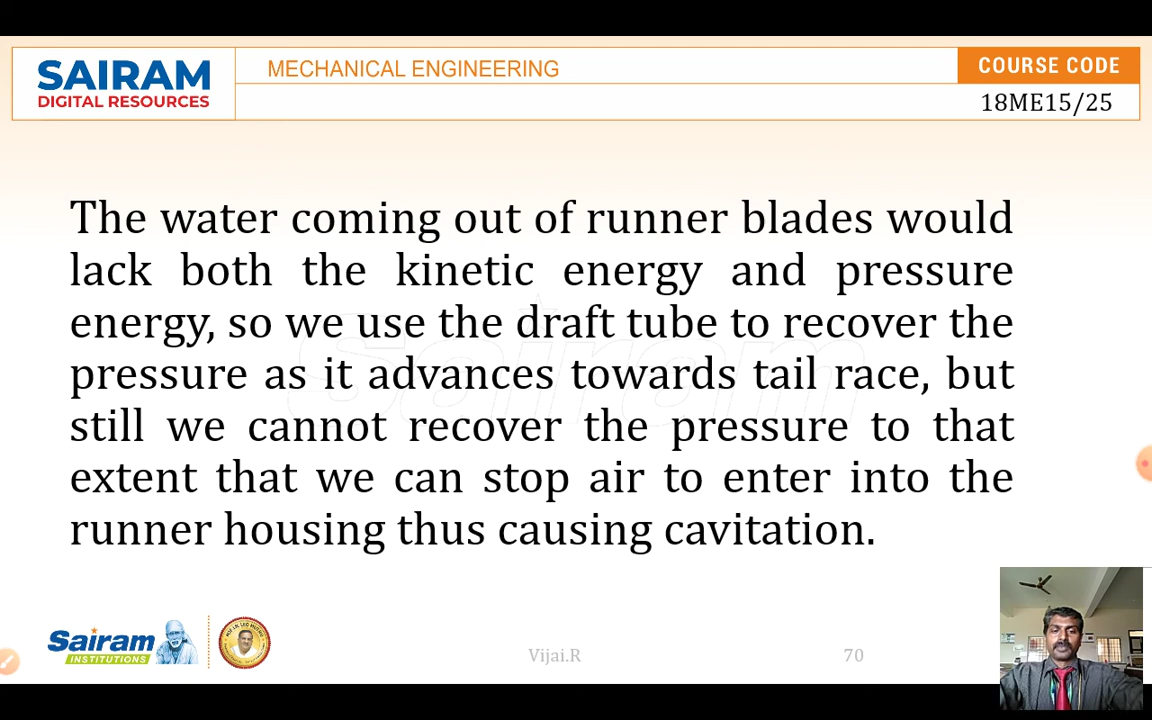 SAIRAM
DIGITAL RESOURCES
MECHANICAL ENGINEERING
COURSE CODE
18ME15/25
The water coming out of runner blades would
lack both the kinetic energy and pressure
energy, so we use the draft tube to recover the
pressure as it advances towards tail race, but
still we cannot recover the pressure to that
extent that we can stop air to enter into the
runner housing thus causing cavitation.
Sairam
Sairam
INSTITUTIONS
Vijai.R
70